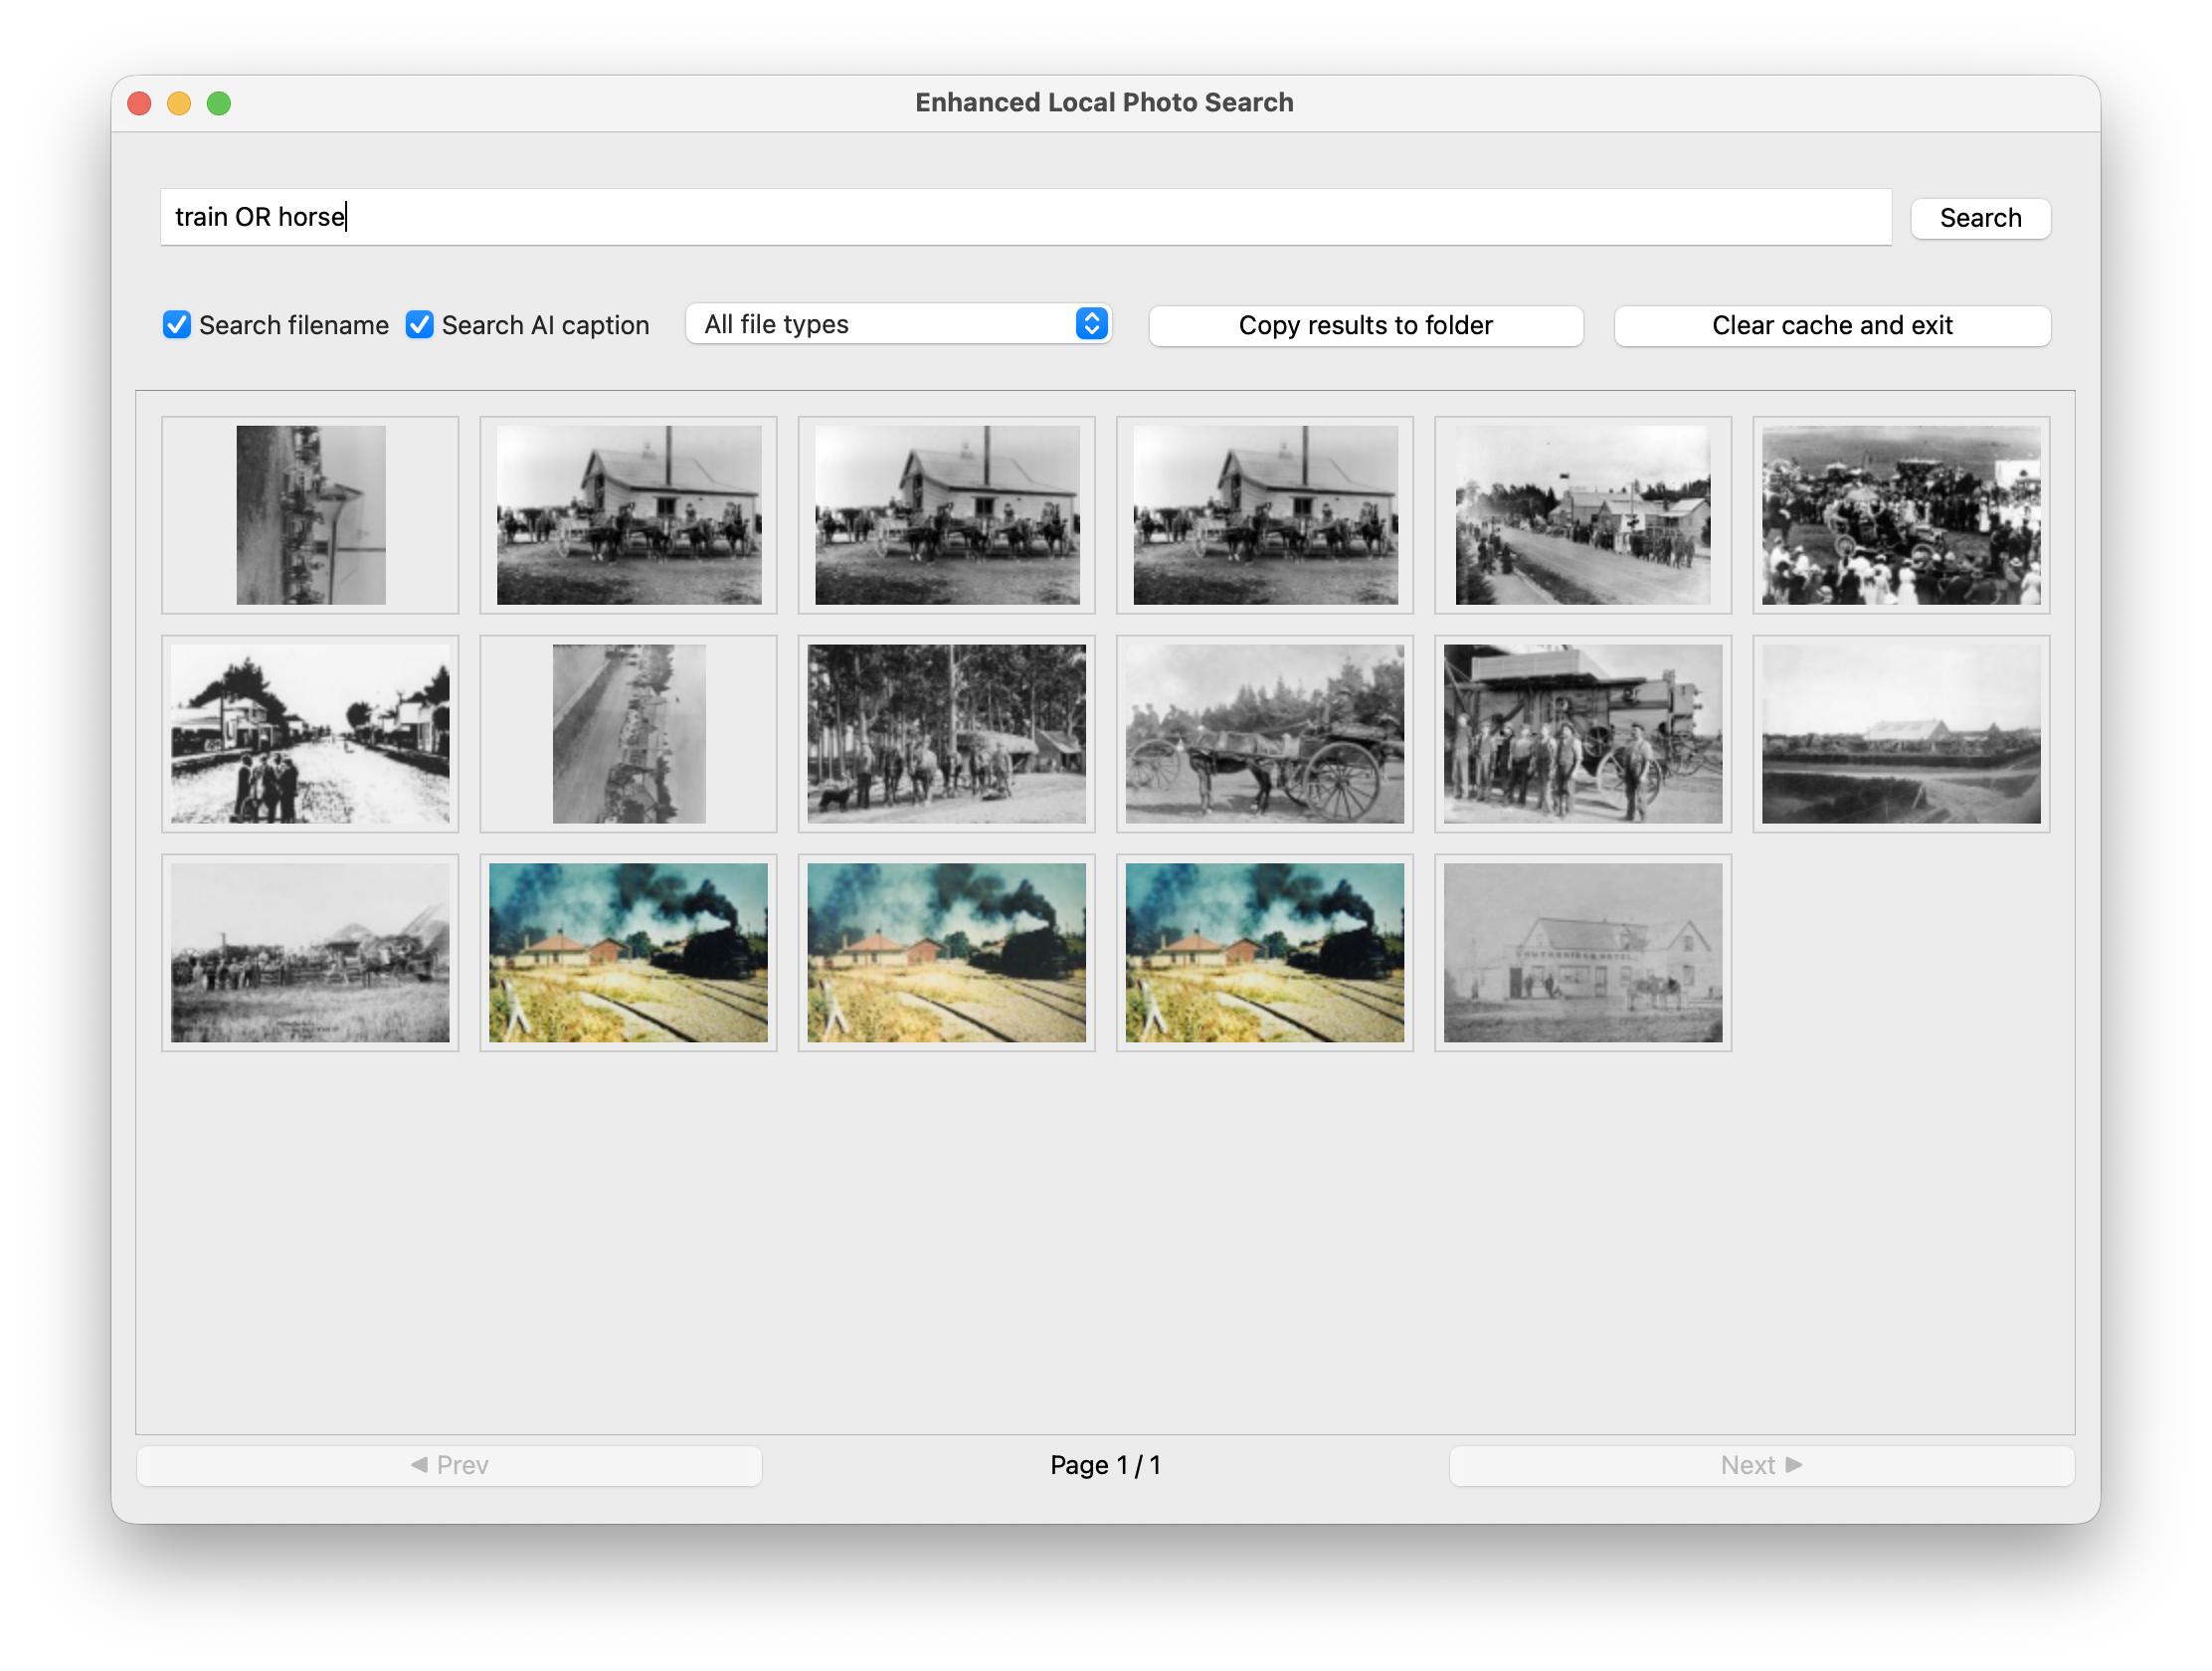 Enhanced Local Photo Search
train OR horse
Search
Search filename
Search AI caption
All file types
Copy results to folder
Clear cache and exit
◀ Prev
Page 1 / 1
Next ▶